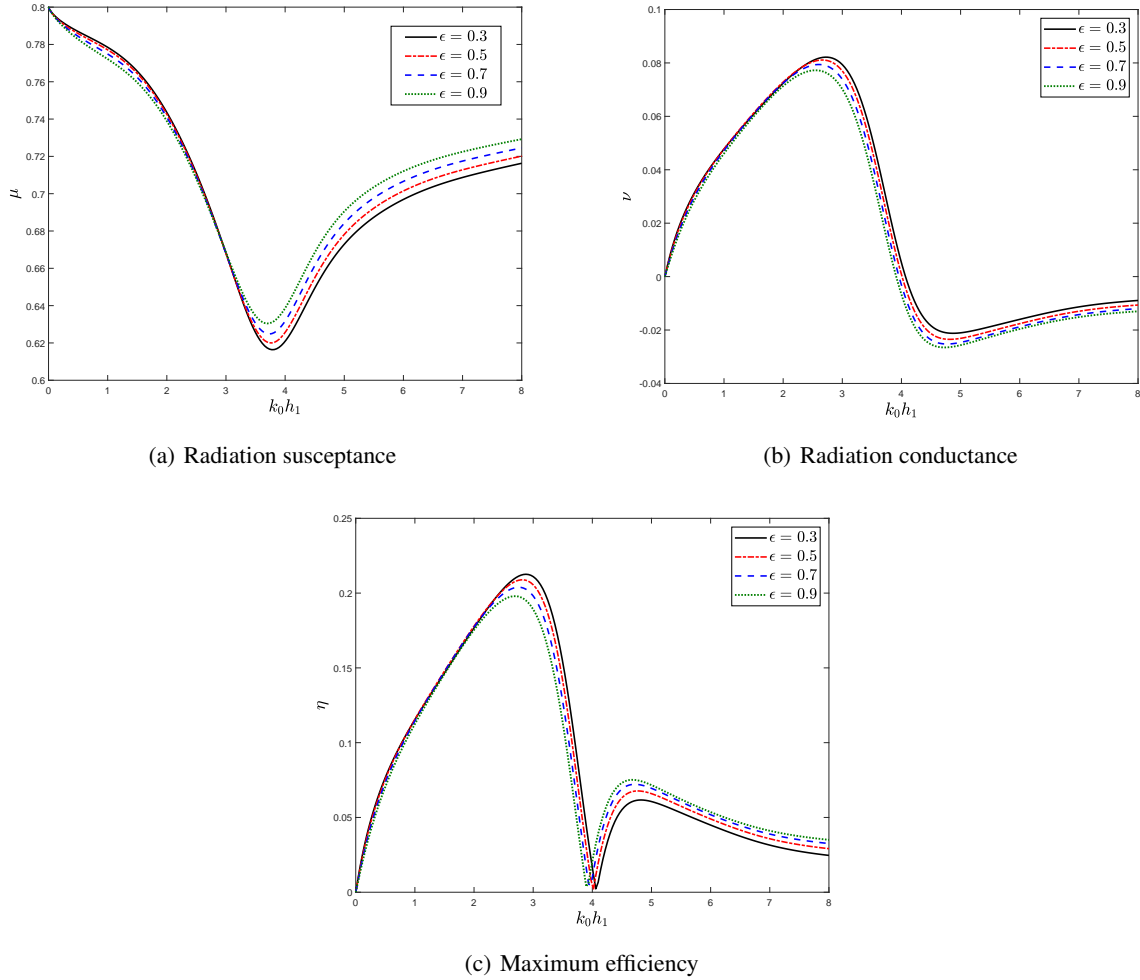 0.8
0.78
0.76
0.74
0.72
0.7
0.68
0.66
0.64
0.62
0.6
μ
0 1 2 3 4 5 6 7 8
k₀h₁
ϵ = 0.3
ϵ = 0.5
ϵ = 0.7
ϵ = 0.9
(a) Radiation susceptance
0.1
0.08
0.06
0.04
0.02
0
-0.02
-0.04
ν
0 1 2 3 4 5 6 7 8
k₀h₁
ϵ = 0.3
ϵ = 0.5
ϵ = 0.7
ϵ = 0.9
(b) Radiation conductance
0.25
0.2
0.15
0.1
0.05
0
η
0 1 2 3 4 5 6 7 8
k₀h₁
ϵ = 0.3
ϵ = 0.5
ϵ = 0.7
ϵ = 0.9
(c) Maximum efficiency